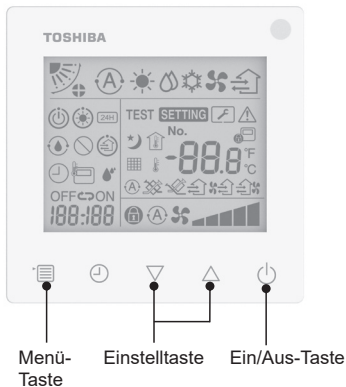 TOSHIBA
A
24H
TEST SETTING
No.
-88.8 °F °C
A
OFF ON
188:188
A
Menü-Taste
Einstelltaste
Ein/Aus-Taste